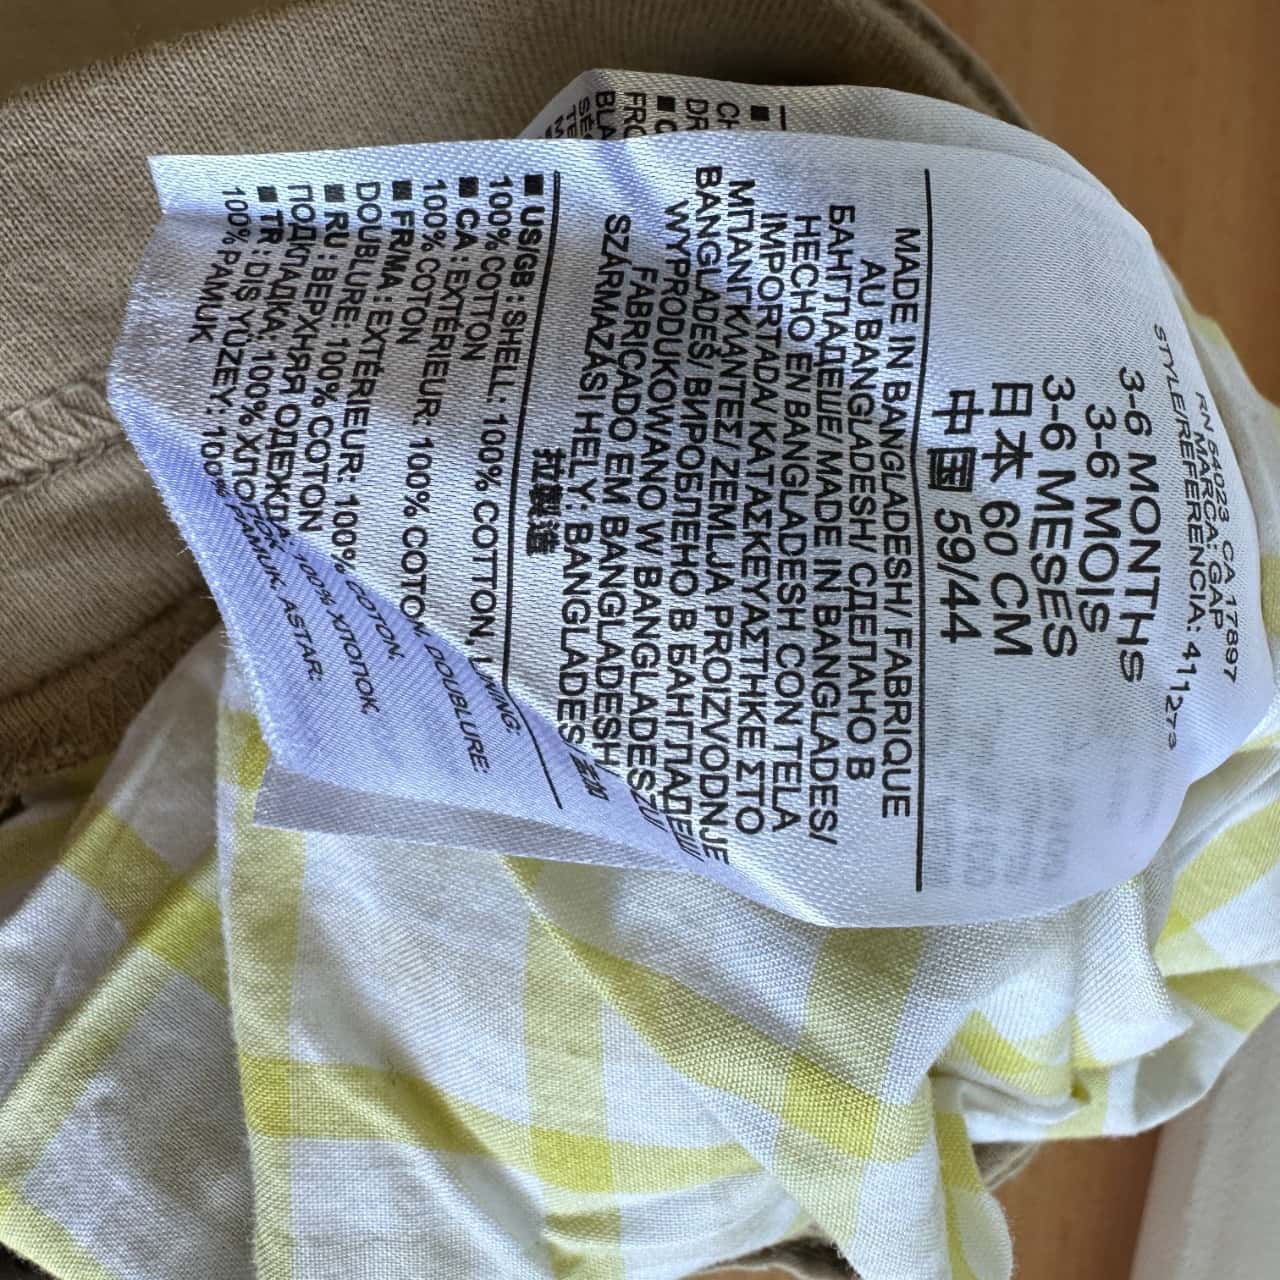 RN 54023 CA 17897
MARCA: GAP
STYLE/REFERENCIA: 411273
3-6 MONTHS
3-6 MOIS
3-6 MESES
日本 60 CM
中国 59/44
MADE IN BANGLADESH/ FABRIQUE
AU BANGLADESH/ СДЕЛАНО В
БАНГЛАДЕШЕ/ MADE IN BANGLADES/
HECHO EN BANGLADESH CON TELA
IMPORTADA/ ΚΑΤΑΣΚΕΥΑΣΤΗΚΕ ΣΤΟ
ΜΠΑΝΓΚΛΑΝΤΕΣ/ ZEMLJA PROIZVODNJE
BANGLADEŠ/ ВИРОБЛЕНО В БАНГЛАДЕШ/
WYPRODUKOWANO W BANGLADESZU/
FABRICADO EM BANGLADESH/
SZÁRMAZÁSI HELY: BANGLADES/ 孟加
拉製造
■ US/GB : SHELL: 100% COTTON, LINING:
100% COTTON
■ CA : EXTÉRIEUR: 100% COTON, DOUBLURE:
100% COTON
■ FR/MA : EXTÉRIEUR: 100% COTON,
DOUBLURE: 100% COTON
■ RU : ВЕРХНЯЯ ОДЕЖДА: 100% ХЛОПОК,
ПОДКЛАДКА: 100% ХЛОПОК
■ TR: DIŞ YÜZEY: 100% PAMUK, ASTAR:
100% PAMUK